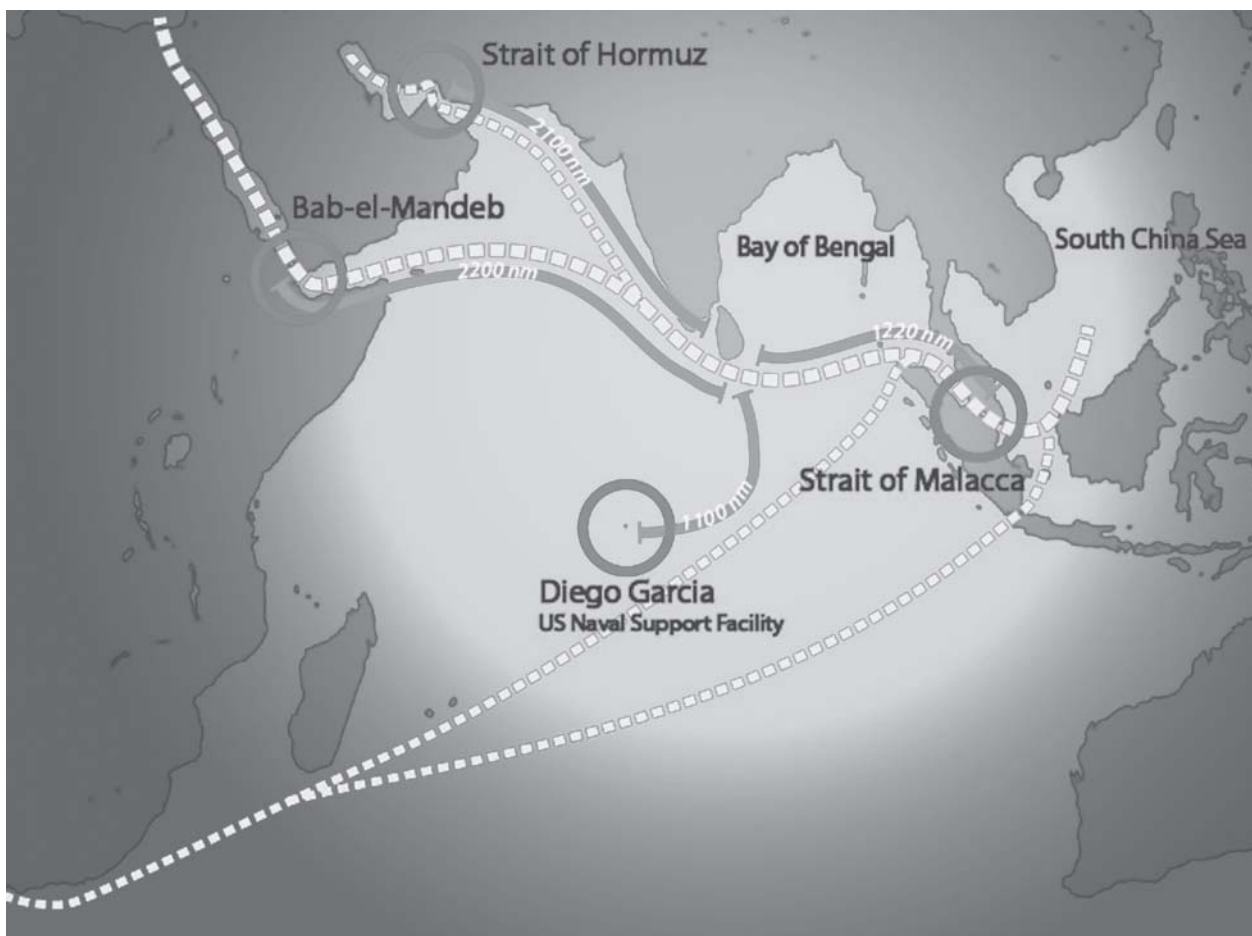 Strait of Hormuz
2100 nm
Bab-el-Mandeb
2200 nm
Bay of Bengal
South China Sea
1220 nm
Strait of Malacca
1100 nm
Diego Garcia
US Naval Support Facility